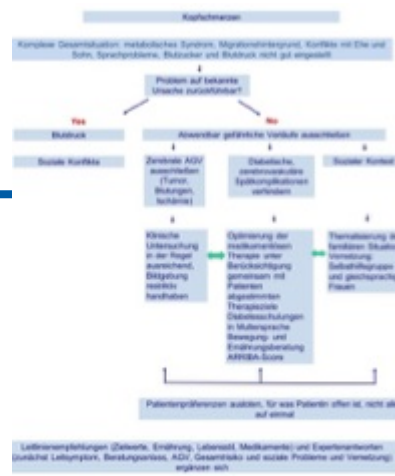 Kopfschmerzen
Komplexe Gesamtsituation: metabolisches Syndrom, Migrationshintergrund, Konflikte mit Ehe und
Sohn, Sprachprobleme, Blutzucker und Blutdruck nicht gut eingestellt
Problem auf bekannte
Ursache zurückführbar?
Yes
No
Blutdruck
Abwendbar gefährliche Verläufe ausschließen
Soziale Konflikte
Zerebrale AGV
ausschließen
(Tumor,
Blutungen,
Ischämie)
Diabetische,
cerebrovaskuläre
Spätkomplikationen
verhindern
Sozialer Kontext
Klinische
Untersuchung
in der Regel
ausreichend,
Bildgebung
restriktiv
handhaben
Optimierung der
medikamentösen
Therapie unter
Berücksichtigung
gemeinsam mit
Patienten
abgestimmten
Therapieziele
Diabetesschulungen
in Muttersprache
Bewegung- und
Ernährungsberatung
ARRIBA-Score
Thematisierung der
familiären Situation
Vernetzung:
Selbsthilfegruppe
und gleichsprachige
Frauen
Patientenpräferenzen ausloten, für was Patientin offen ist, nicht alles
auf einmal
Leitlinienempfehlungen (Zielwerte, Ernährung, Lebensstil, Medikamente) und Expertenantworten
(zunächst Leitsymptom, Beratungsanlass, AGV, Gesamtrisiko und soziale Probleme und Vernetzung)
ergänzen sich